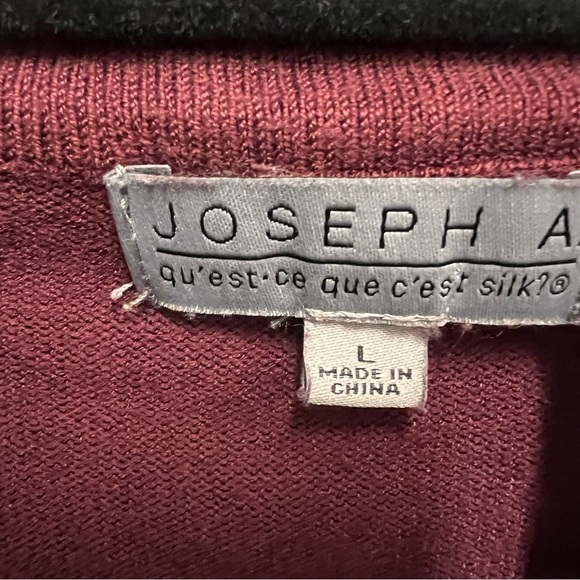 JOSEPH A.
qu'est-ce que c'est silk?®
L
MADE IN
CHINA